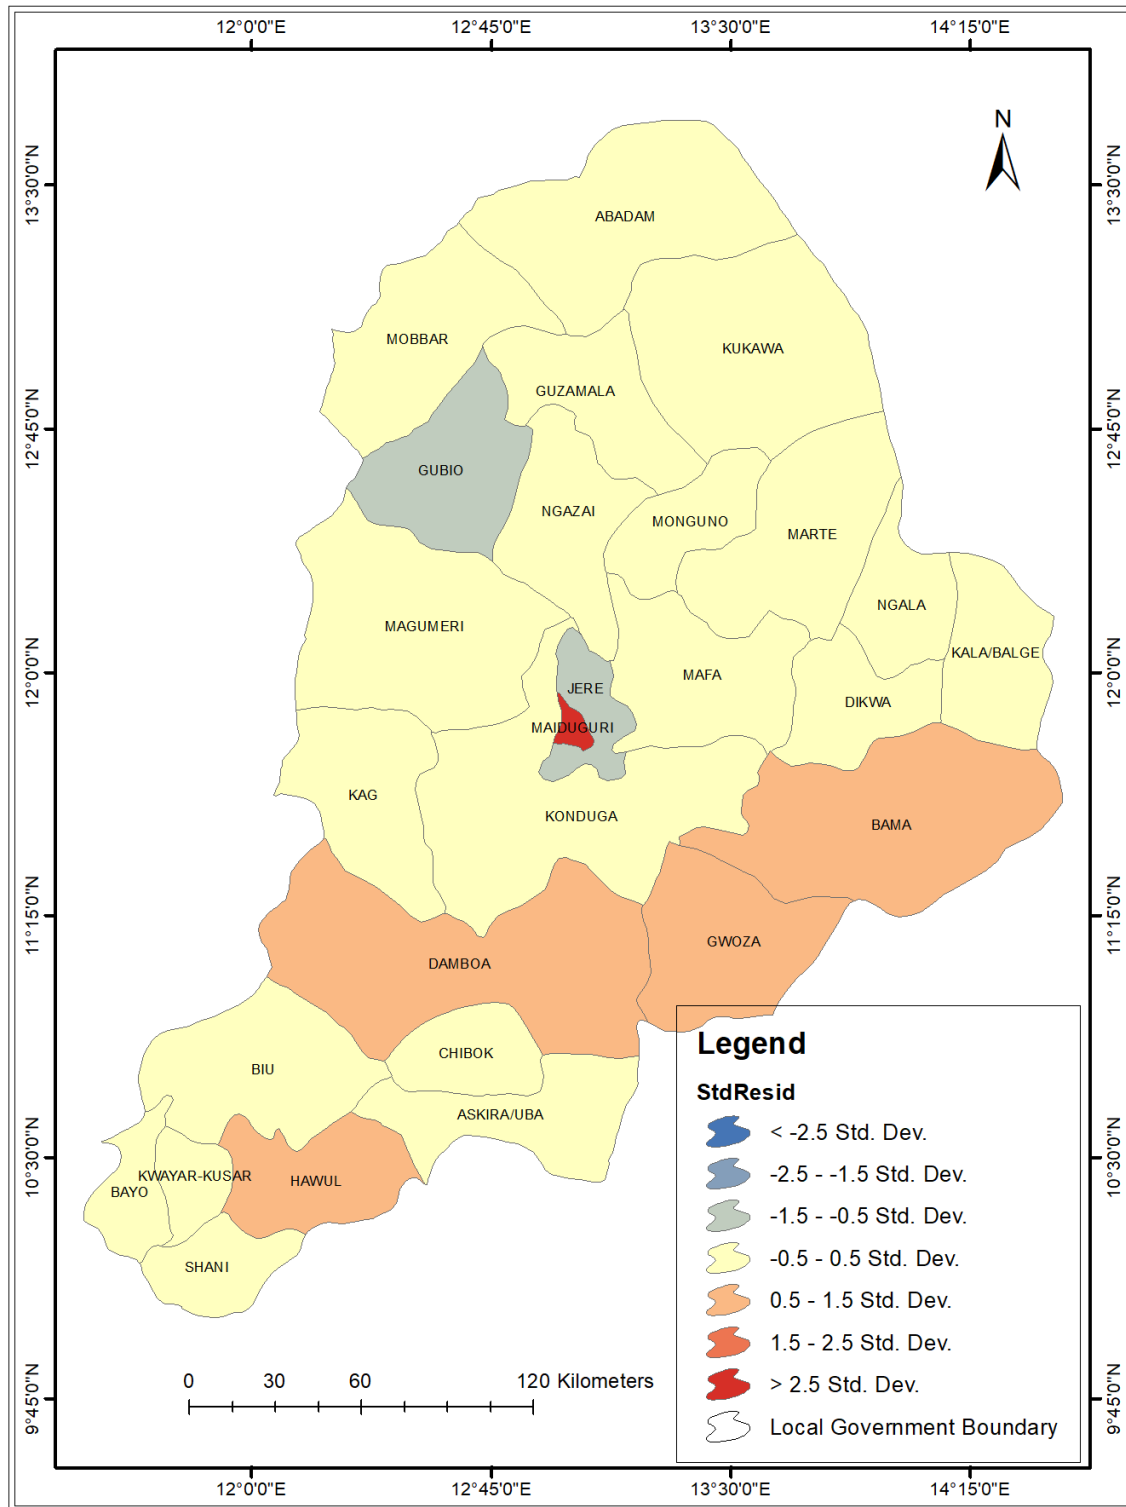 12°0'0"E 12°45'0"E 13°30'0"E 14°15'0"E
N
13°30'0"N 13°30'0"N
ABADAM
MOBBAR
KUKAWA
GUZAMALA
12°45'0"N 12°45'0"N
GUBIO
NGAZAI
MONGUNO
MARTE
NGALA
MAGUMERI
KALA/BALGE
12°0'0"N 12°0'0"N
MAFA
JERE
DIKWA
MAIDUGURI
KAG
KONDUGA
BAMA
11°15'0"N 11°15'0"N
GWOZA
DAMBOA
CHIBOK
BIU
ASKIRA/UBA
10°30'0"N 10°30'0"N
KWAYAR-KUSAR
HAWUL
BAYO
SHANI
Legend
StdResid
< -2.5 Std. Dev.
-2.5 - -1.5 Std. Dev.
-1.5 - -0.5 Std. Dev.
-0.5 - 0.5 Std. Dev.
0.5 - 1.5 Std. Dev.
1.5 - 2.5 Std. Dev.
> 2.5 Std. Dev.
Local Government Boundary
0 30 60 120 Kilometers
9°45'0"N 9°45'0"N
12°0'0"E 12°45'0"E 13°30'0"E 14°15'0"E